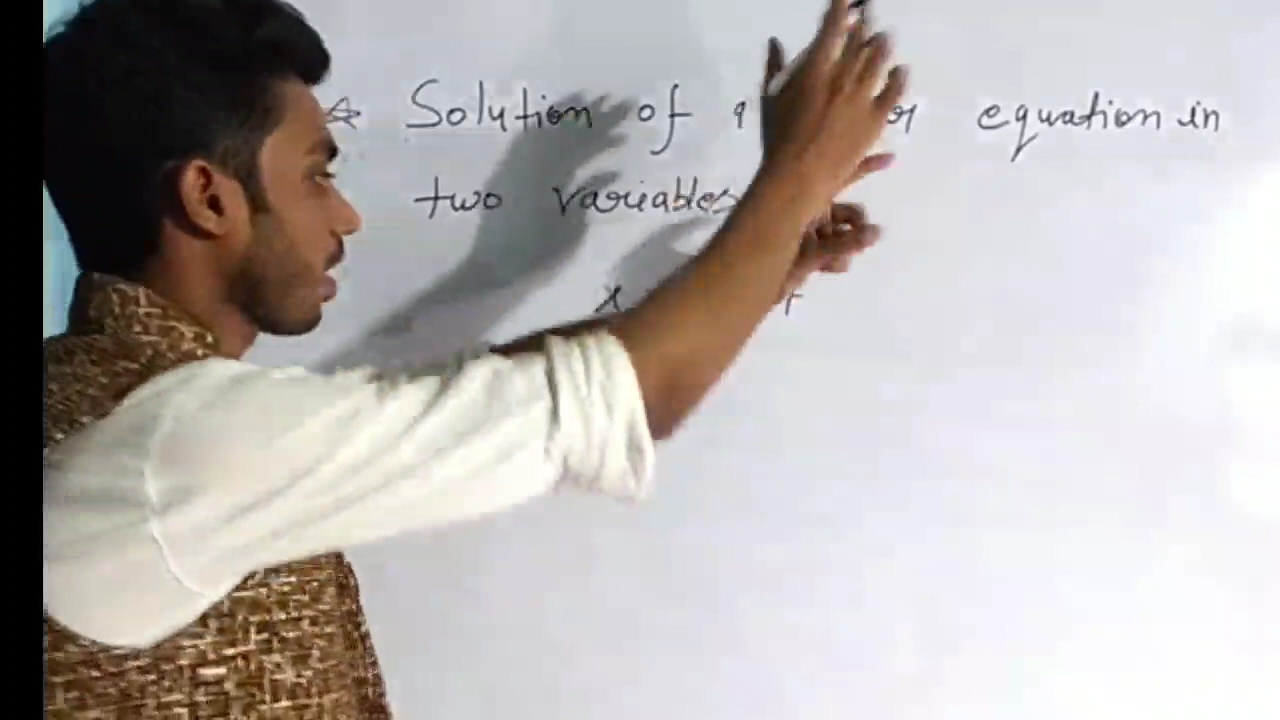 ☆ Solution of equation in
two variables
x